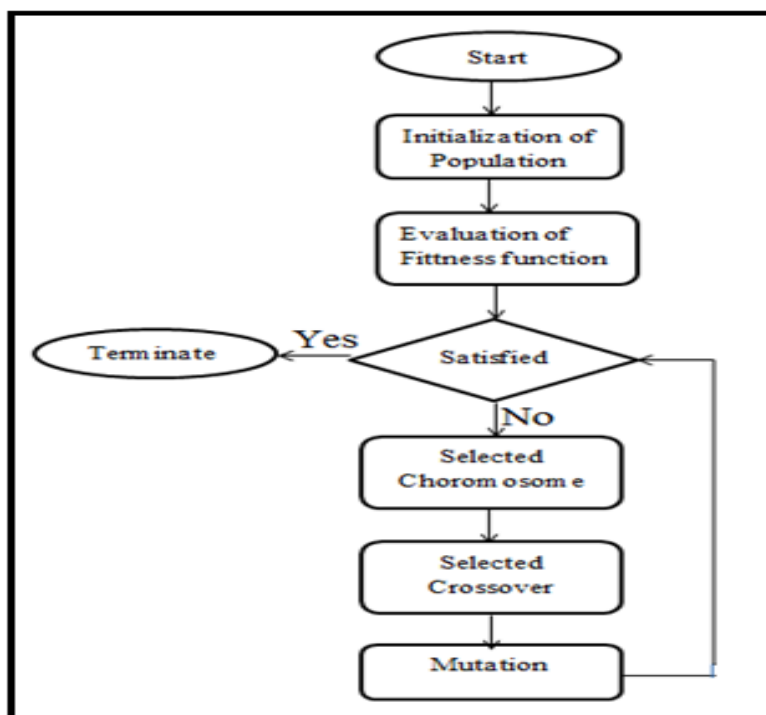 Start
Initialization of
Population
Evaluation of
Fittness function
Yes
Terminate
Satisfied
No
Selected
Choromosome
Selected
Crossover
Mutation